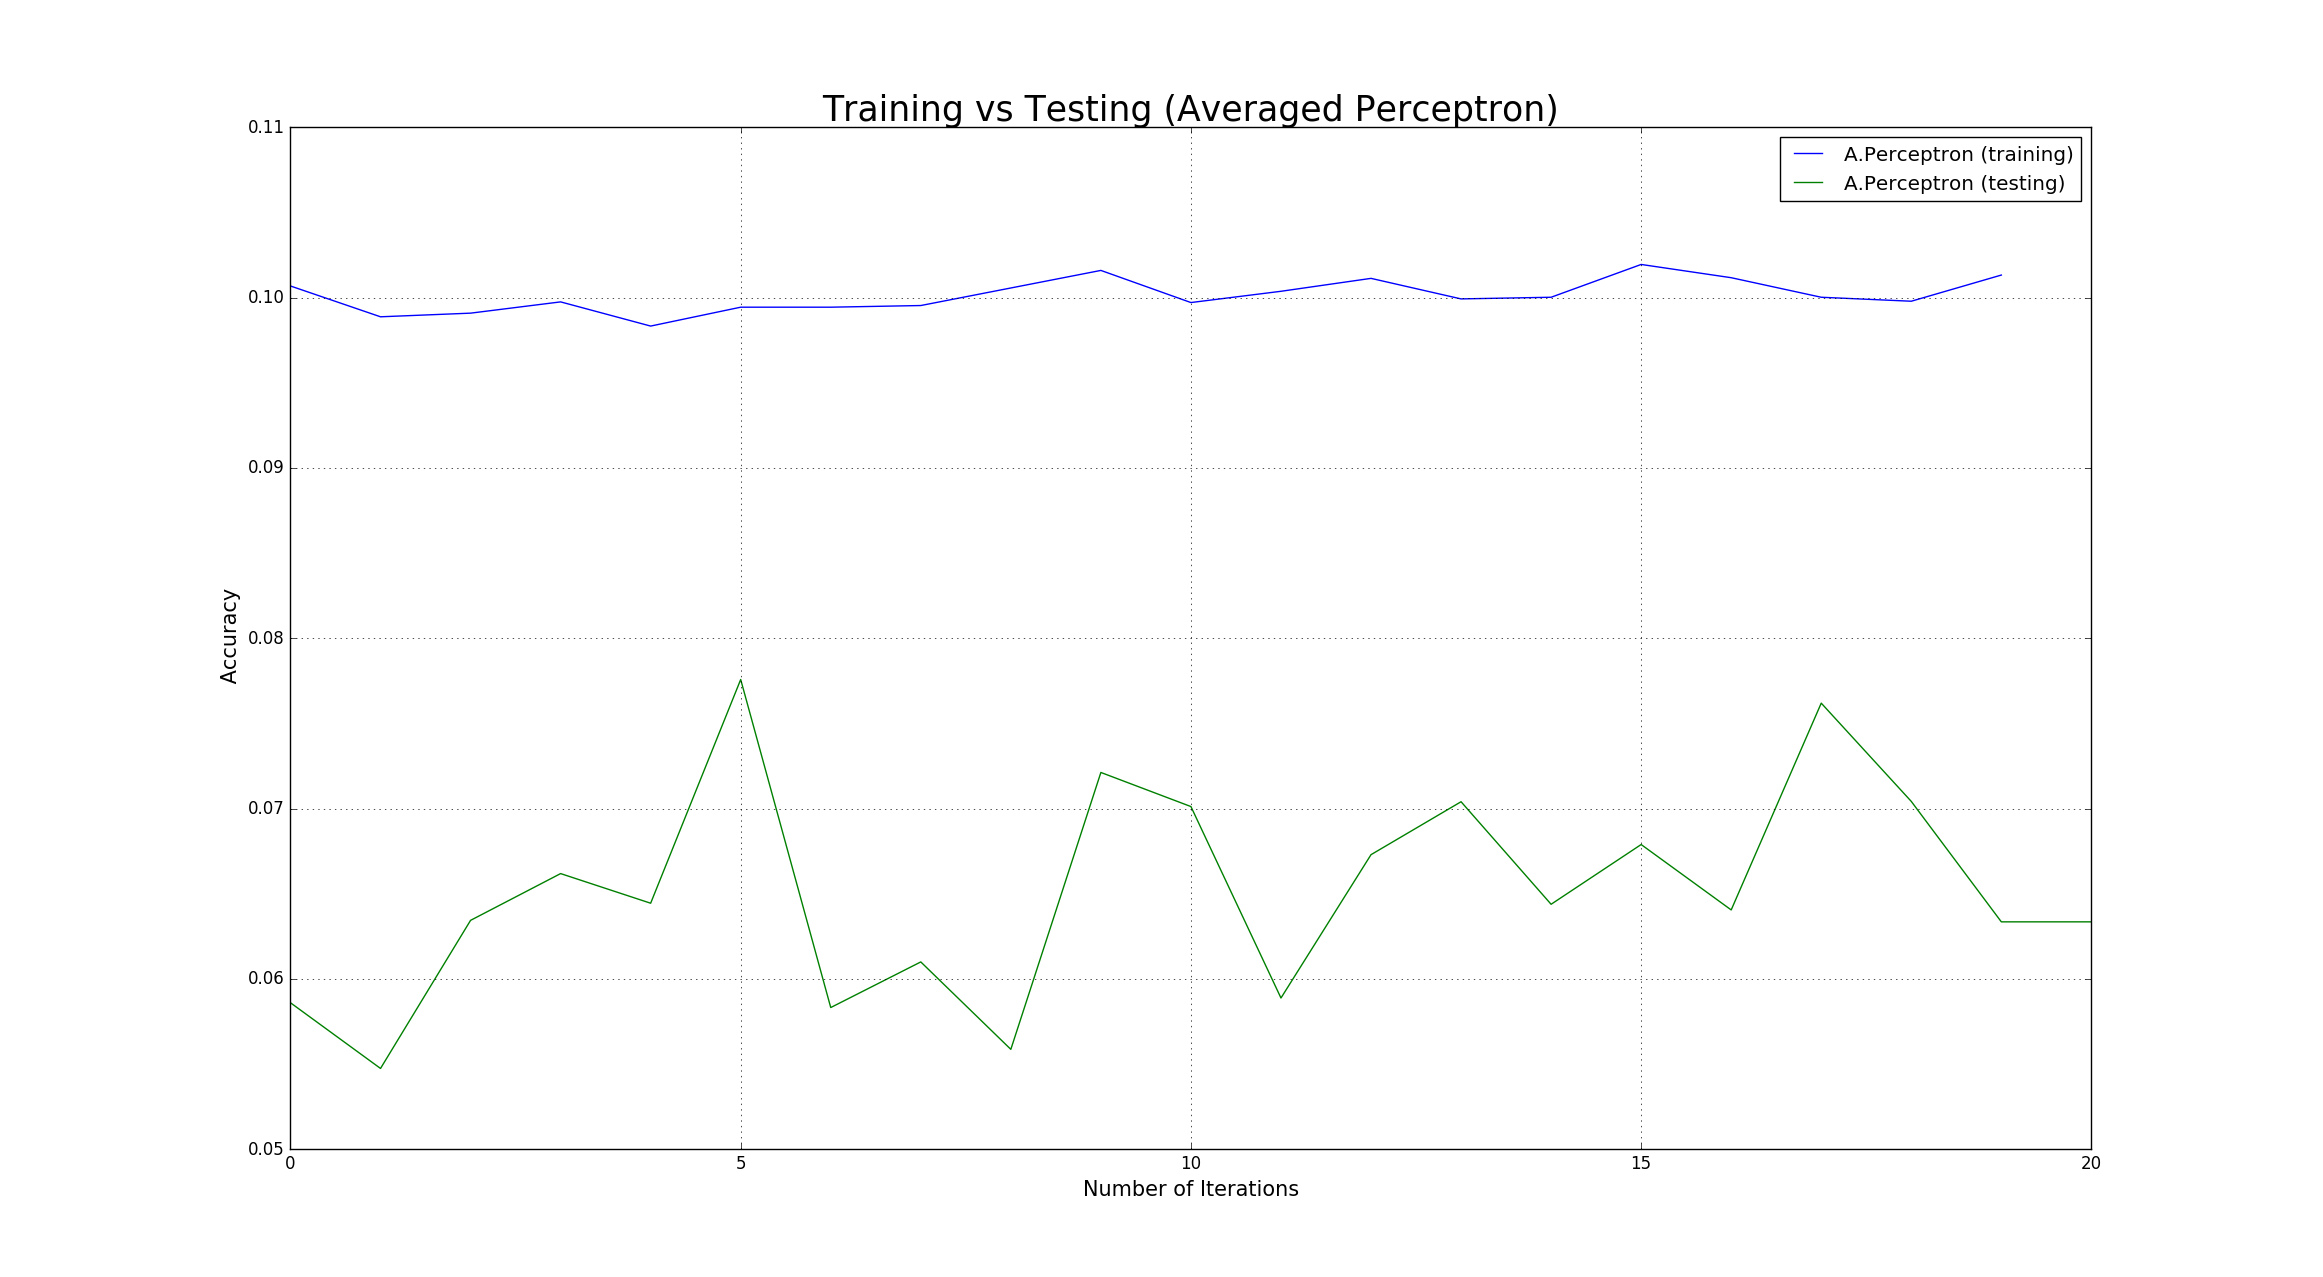 Training vs Testing (Averaged Perceptron)
0.11
A.Perceptron (training)
A.Perceptron (testing)
0.10
0.09
0.08
Accuracy
0.07
0.06
0.05
0 5 10 15 20
Number of Iterations